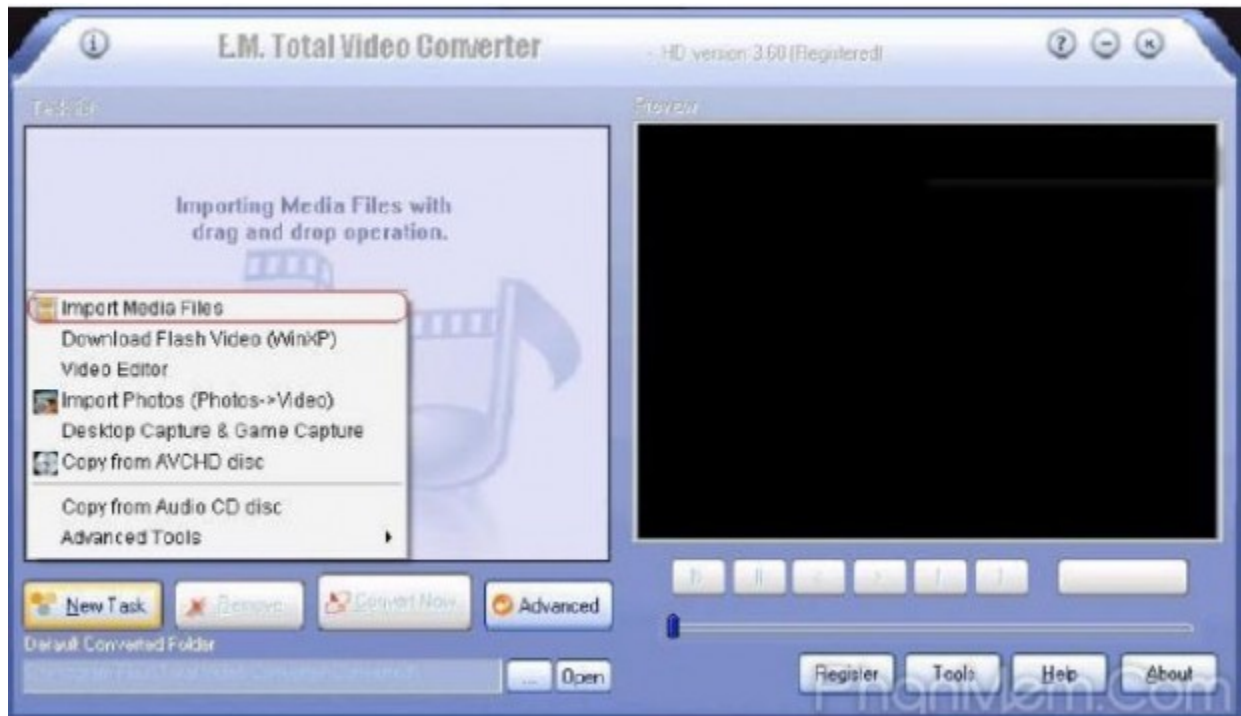 E.M. Total Video Converter
- HD version 3.60 (Registered)
Task list
Preview
Importing Media Files with
drag and drop operation.
Import Media Files
Download Flash Video (WinXP)
Video Editor
Import Photos (Photos->Video)
Desktop Capture & Game Capture
Copy from AVCHD disc
Copy from Audio CD disc
Advanced Tools
New Task
Remove
Convert Now
Advanced
Default Converted Folder
... Open
Register
Tools
Help
About
PhanMem.Com